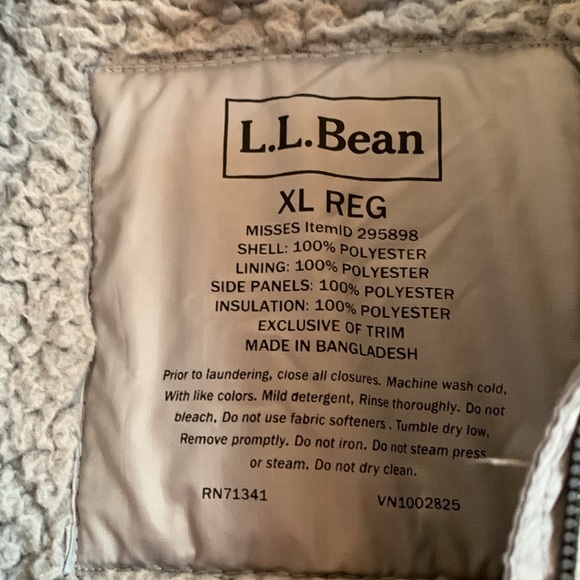 L.L.Bean
XL REG
MISSES ItemID 295898
SHELL: 100% POLYESTER
LINING: 100% POLYESTER
SIDE PANELS: 100% POLYESTER
INSULATION: 100% POLYESTER
EXCLUSIVE OF TRIM
MADE IN BANGLADESH
Prior to laundering, close all closures. Machine wash cold,
With like colors. Mild detergent, Rinse thoroughly. Do not
bleach. Do not use fabric softeners . Tumble dry low,
Remove promptly. Do not iron. Do not steam press
or steam. Do not dry clean.
RN71341 VN1002825